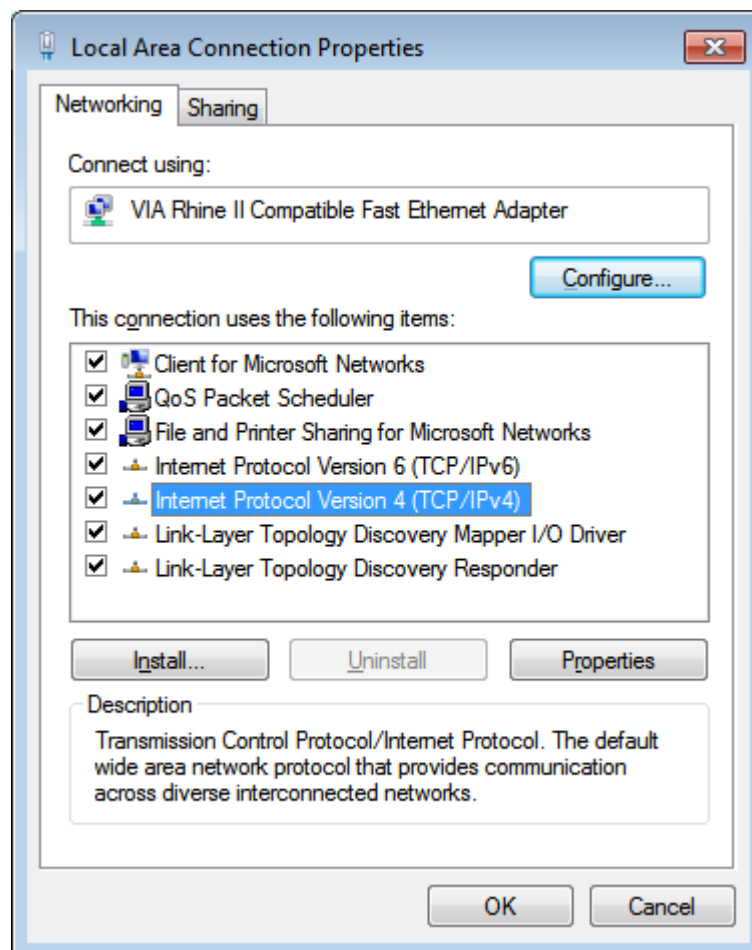 Local Area Connection Properties
Networking
Sharing
Connect using:
VIA Rhine II Compatible Fast Ethernet Adapter
Configure...
This connection uses the following items:
Client for Microsoft Networks
QoS Packet Scheduler
File and Printer Sharing for Microsoft Networks
Internet Protocol Version 6 (TCP/IPv6)
Internet Protocol Version 4 (TCP/IPv4)
Link-Layer Topology Discovery Mapper I/O Driver
Link-Layer Topology Discovery Responder
Install...
Uninstall
Properties
Description
Transmission Control Protocol/Internet Protocol. The default
wide area network protocol that provides communication
across diverse interconnected networks.
OK
Cancel